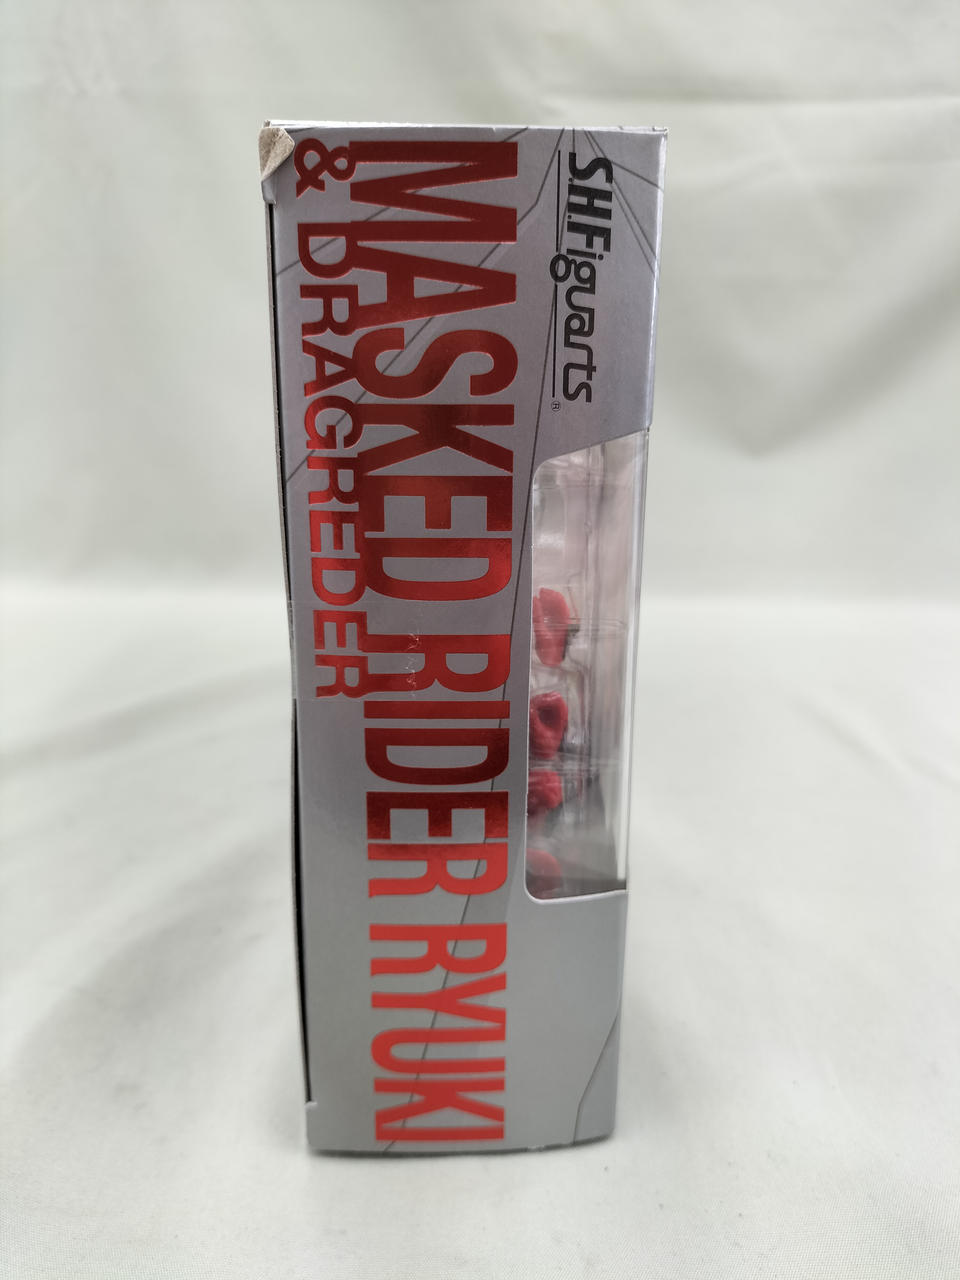 S.H.Figuarts®
MASKED RIDER RYUKI
& DRAGREDER